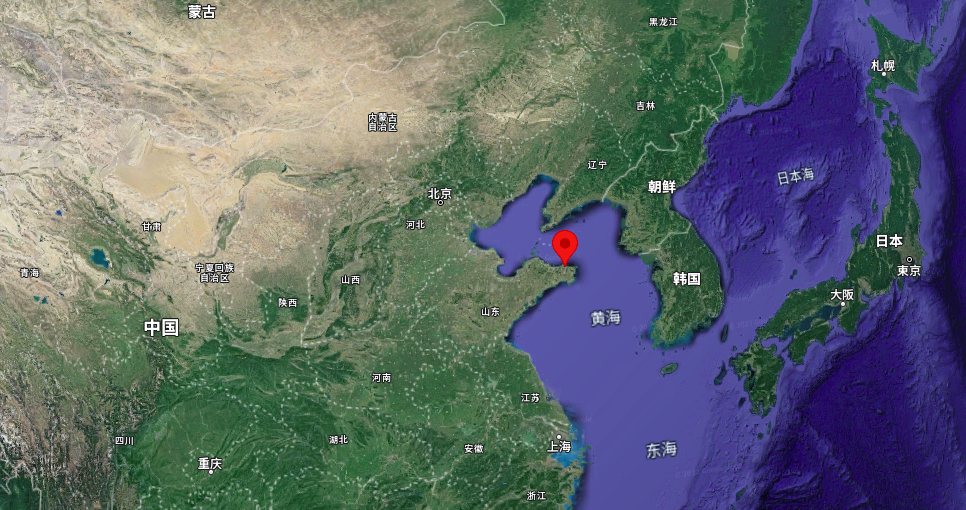 蒙古
黑龙江
札幌
吉林
内蒙古
自治区
辽宁
日本海
朝鲜
北京
河北
甘肃
日本
東京
青海
宁夏回族
自治区
山西
韩国
大阪
陕西
山东
黄海
中国
河南
江苏
四川
湖北
安徽
上海
东海
重庆
浙江